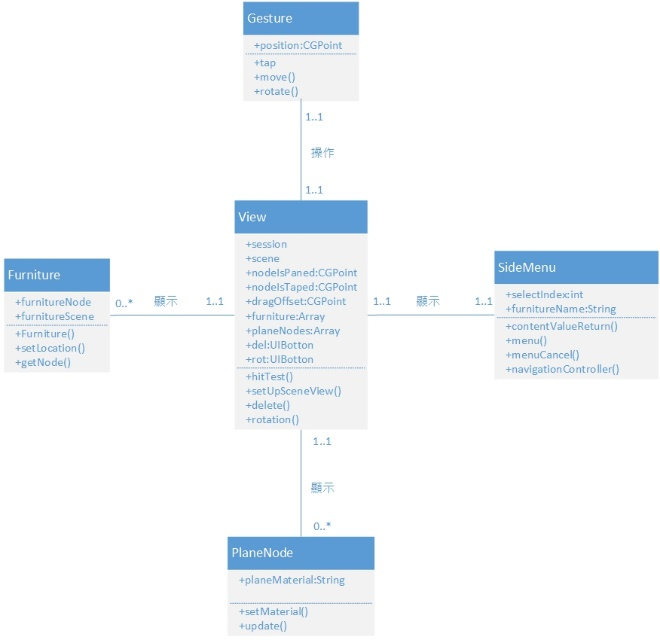 Gesture
+position:CGPoint
+tap
+move()
+rotate()
1..1
操作
1..1
View
+session
+scene
+nodeIsPaned:CGPoint
+nodeIsTaped:CGPoint
+dragOffset:CGPoint
+furniture:Array
+planeNodes:Array
+del:UIBotton
+rot:UIBotton
+hitTest()
+setUpSceneView()
+delete()
+rotation()
Furniture
+furnitureNode
+furnitureScene
+Furniture()
+setLocation()
+getNode()
0..* 顯示 1..1
1..1 顯示 1..1
SideMenu
+selectIndex:int
+furnitureName:String
+contentValueReturn()
+menu()
+menuCancel()
+navigationController()
1..1
顯示
0..*
PlaneNode
+planeMaterial:String
+setMaterial()
+update()